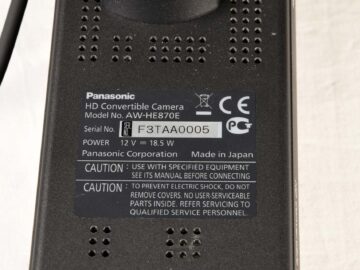 Panasonic
HD Convertible Camera
Model No. AW-HE870E
Serial No. F3TAA0005
POWER 12 V ⎓ 18.5 W
Panasonic Corporation Made in Japan
CAUTION : USE WITH SPECIFIED EQUIPMENT
SEE ITS MANUAL BEFORE CONNECTING
CAUTION : TO PREVENT ELECTRIC SHOCK, DO NOT
REMOVE COVERS. NO USER SERVICEABLE
PARTS INSIDE. REFER SERVICING TO
QUALIFIED SERVICE PERSONNEL.